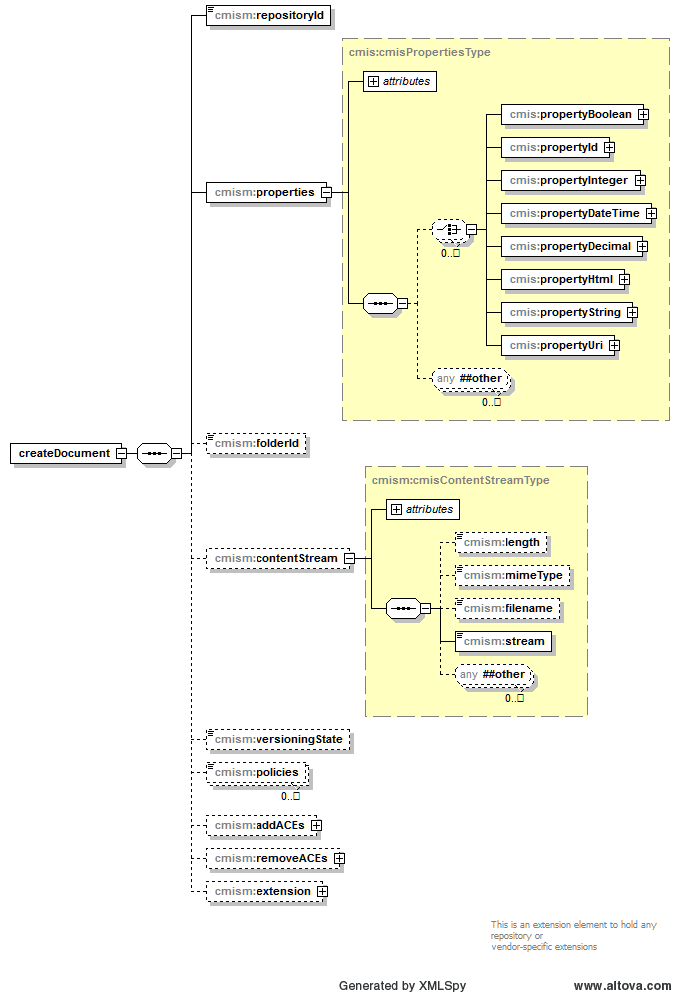 cmism:repositoryId
cmis:cmisPropertiesType
attributes
cmis:propertyBoolean
cmis:propertyId
cmism:properties
cmis:propertyInteger
cmis:propertyDateTime
cmis:propertyDecimal
0..□
cmis:propertyHtml
cmis:propertyString
cmis:propertyUri
any ##other
0..□
createDocument
cmism:folderId
cmism:cmisContentStreamType
attributes
cmism:length
cmism:contentStream
cmism:mimeType
cmism:filename
cmism:stream
any ##other
0..□
cmism:versioningState
cmism:policies
0..□
cmism:addACEs
cmism:removeACEs
cmism:extension
This is an extension element to hold any
repository or
vendor-specific extensions
Generated by XMLSpy
www.altova.com